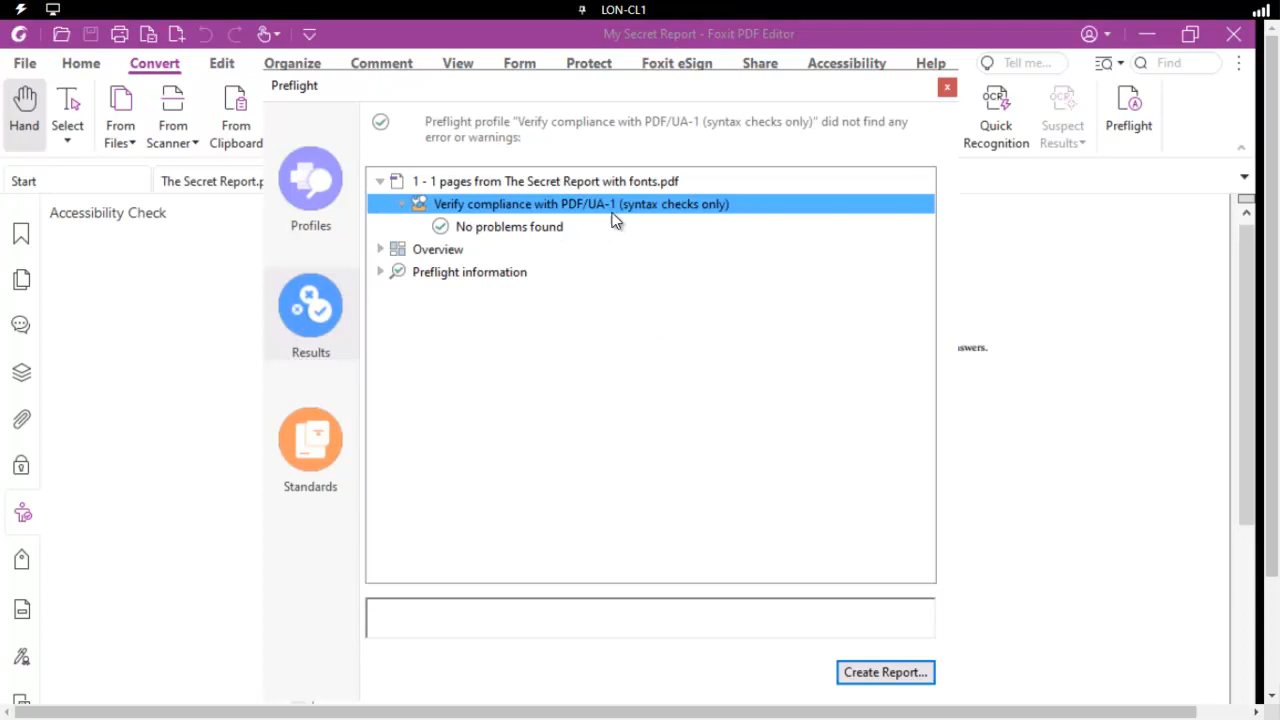 LON-CL1
My Secret Report - Foxit PDF Editor
File Home Convert Edit Organize Comment View Form Protect Foxit eSign Share Accessibility Help Tell me... Find
Hand
Select
From
Files
From
Scanner
From
Clipboard
OCR
Quick
Recognition
OCR
Suspect
Results
Preflight
Start
The Secret Report.p
Accessibility Check
Preflight
x
Preflight profile "Verify compliance with PDF/UA-1 (syntax checks only)" did not find any
error or warnings:
Profiles
Results
Standards
1 - 1 pages from The Secret Report with fonts.pdf
Verify compliance with PDF/UA-1 (syntax checks only)
No problems found
Overview
Preflight information
swers.
Create Report...